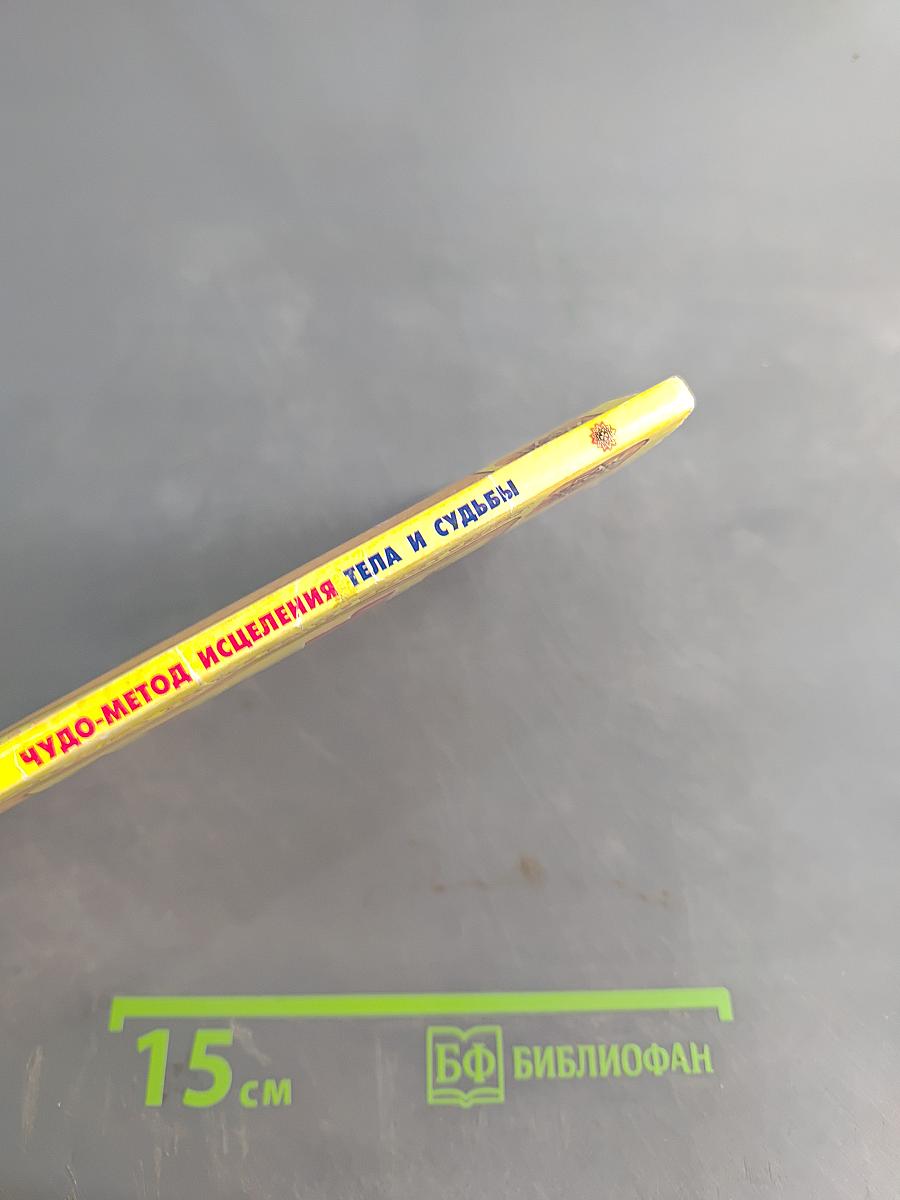 ЧУДО-МЕТОД ИСЦЕЛЕНИЯ ТЕЛА И СУДЬБЫ
15 см
БФ БИБЛИОФАН